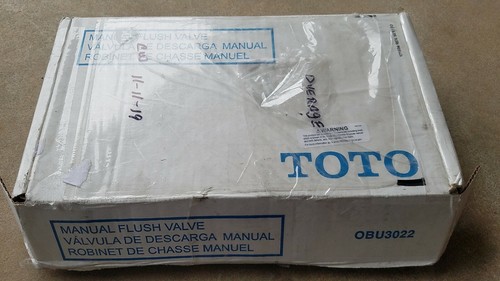 MANUAL FLUSH VALVE
VÁLVULA DE DESCARGA MANUAL
ROBINET DE CHASSE MANUEL
11-11-19
OVERAGE
WARNING
TOTO
MANUAL FLUSH VALVE
VÁLVULA DE DESCARGA MANUAL
ROBINET DE CHASSE MANUEL
OBU3022